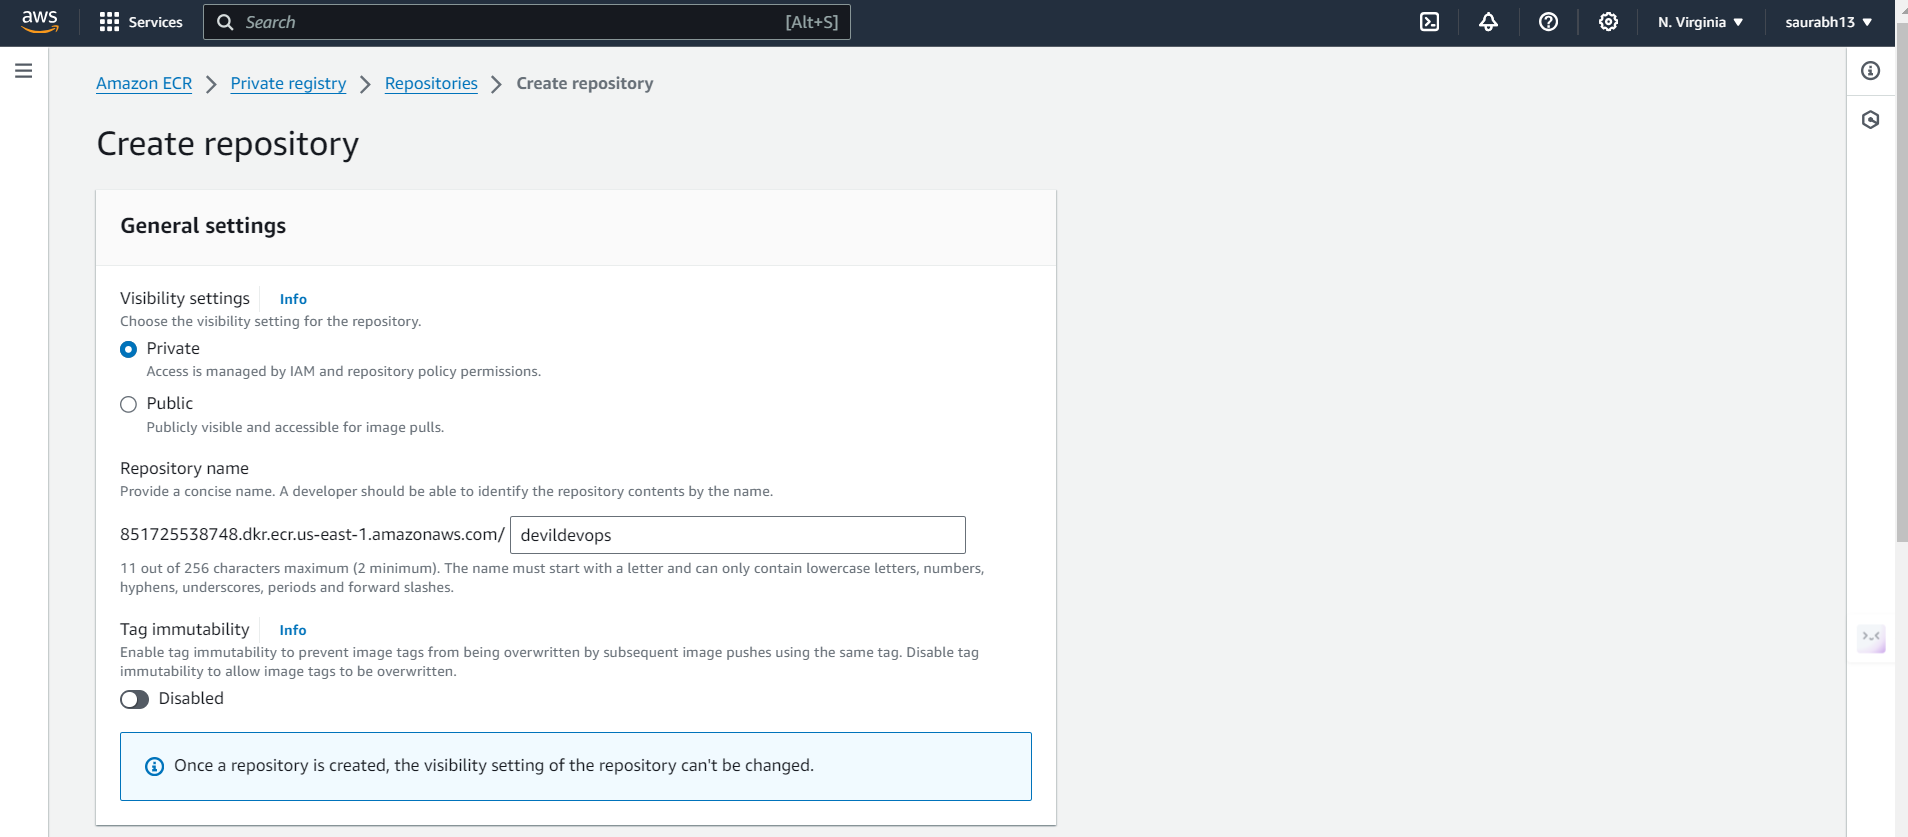 aws
Services
Search
[Alt+S]
N. Virginia
saurabh13
Amazon ECR
Private registry
Repositories
Create repository
Create repository
General settings
Visibility settings
Info
Choose the visibility setting for the repository.
Private
Access is managed by IAM and repository policy permissions.
Public
Publicly visible and accessible for image pulls.
Repository name
Provide a concise name. A developer should be able to identify the repository contents by the name.
851725538748.dkr.ecr.us-east-1.amazonaws.com/
devildevops
11 out of 256 characters maximum (2 minimum). The name must start with a letter and can only contain lowercase letters, numbers,
hyphens, underscores, periods and forward slashes.
Tag immutability
Info
Enable tag immutability to prevent image tags from being overwritten by subsequent image pushes using the same tag. Disable tag
immutability to allow image tags to be overwritten.
Disabled
Once a repository is created, the visibility setting of the repository can't be changed.